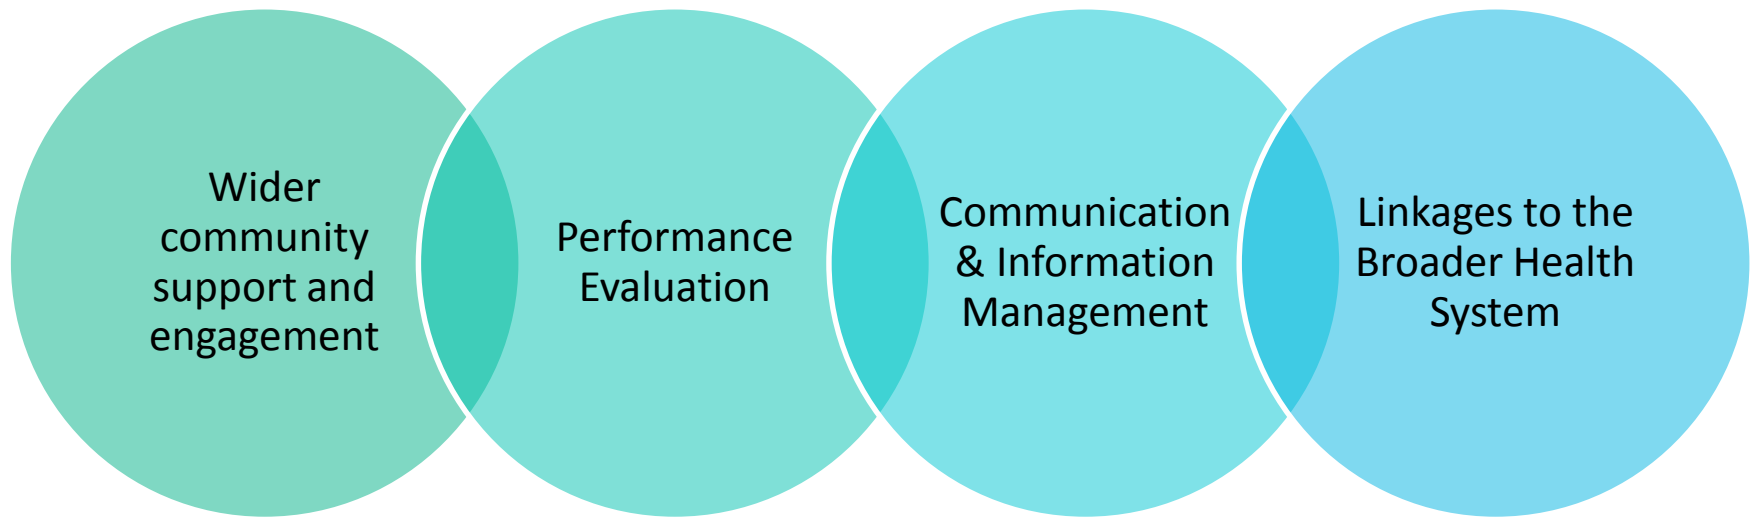 Wider
community
support and
engagement
Performance
Evaluation
Communication
& Information
Management
Linkages to the
Broader Health
System